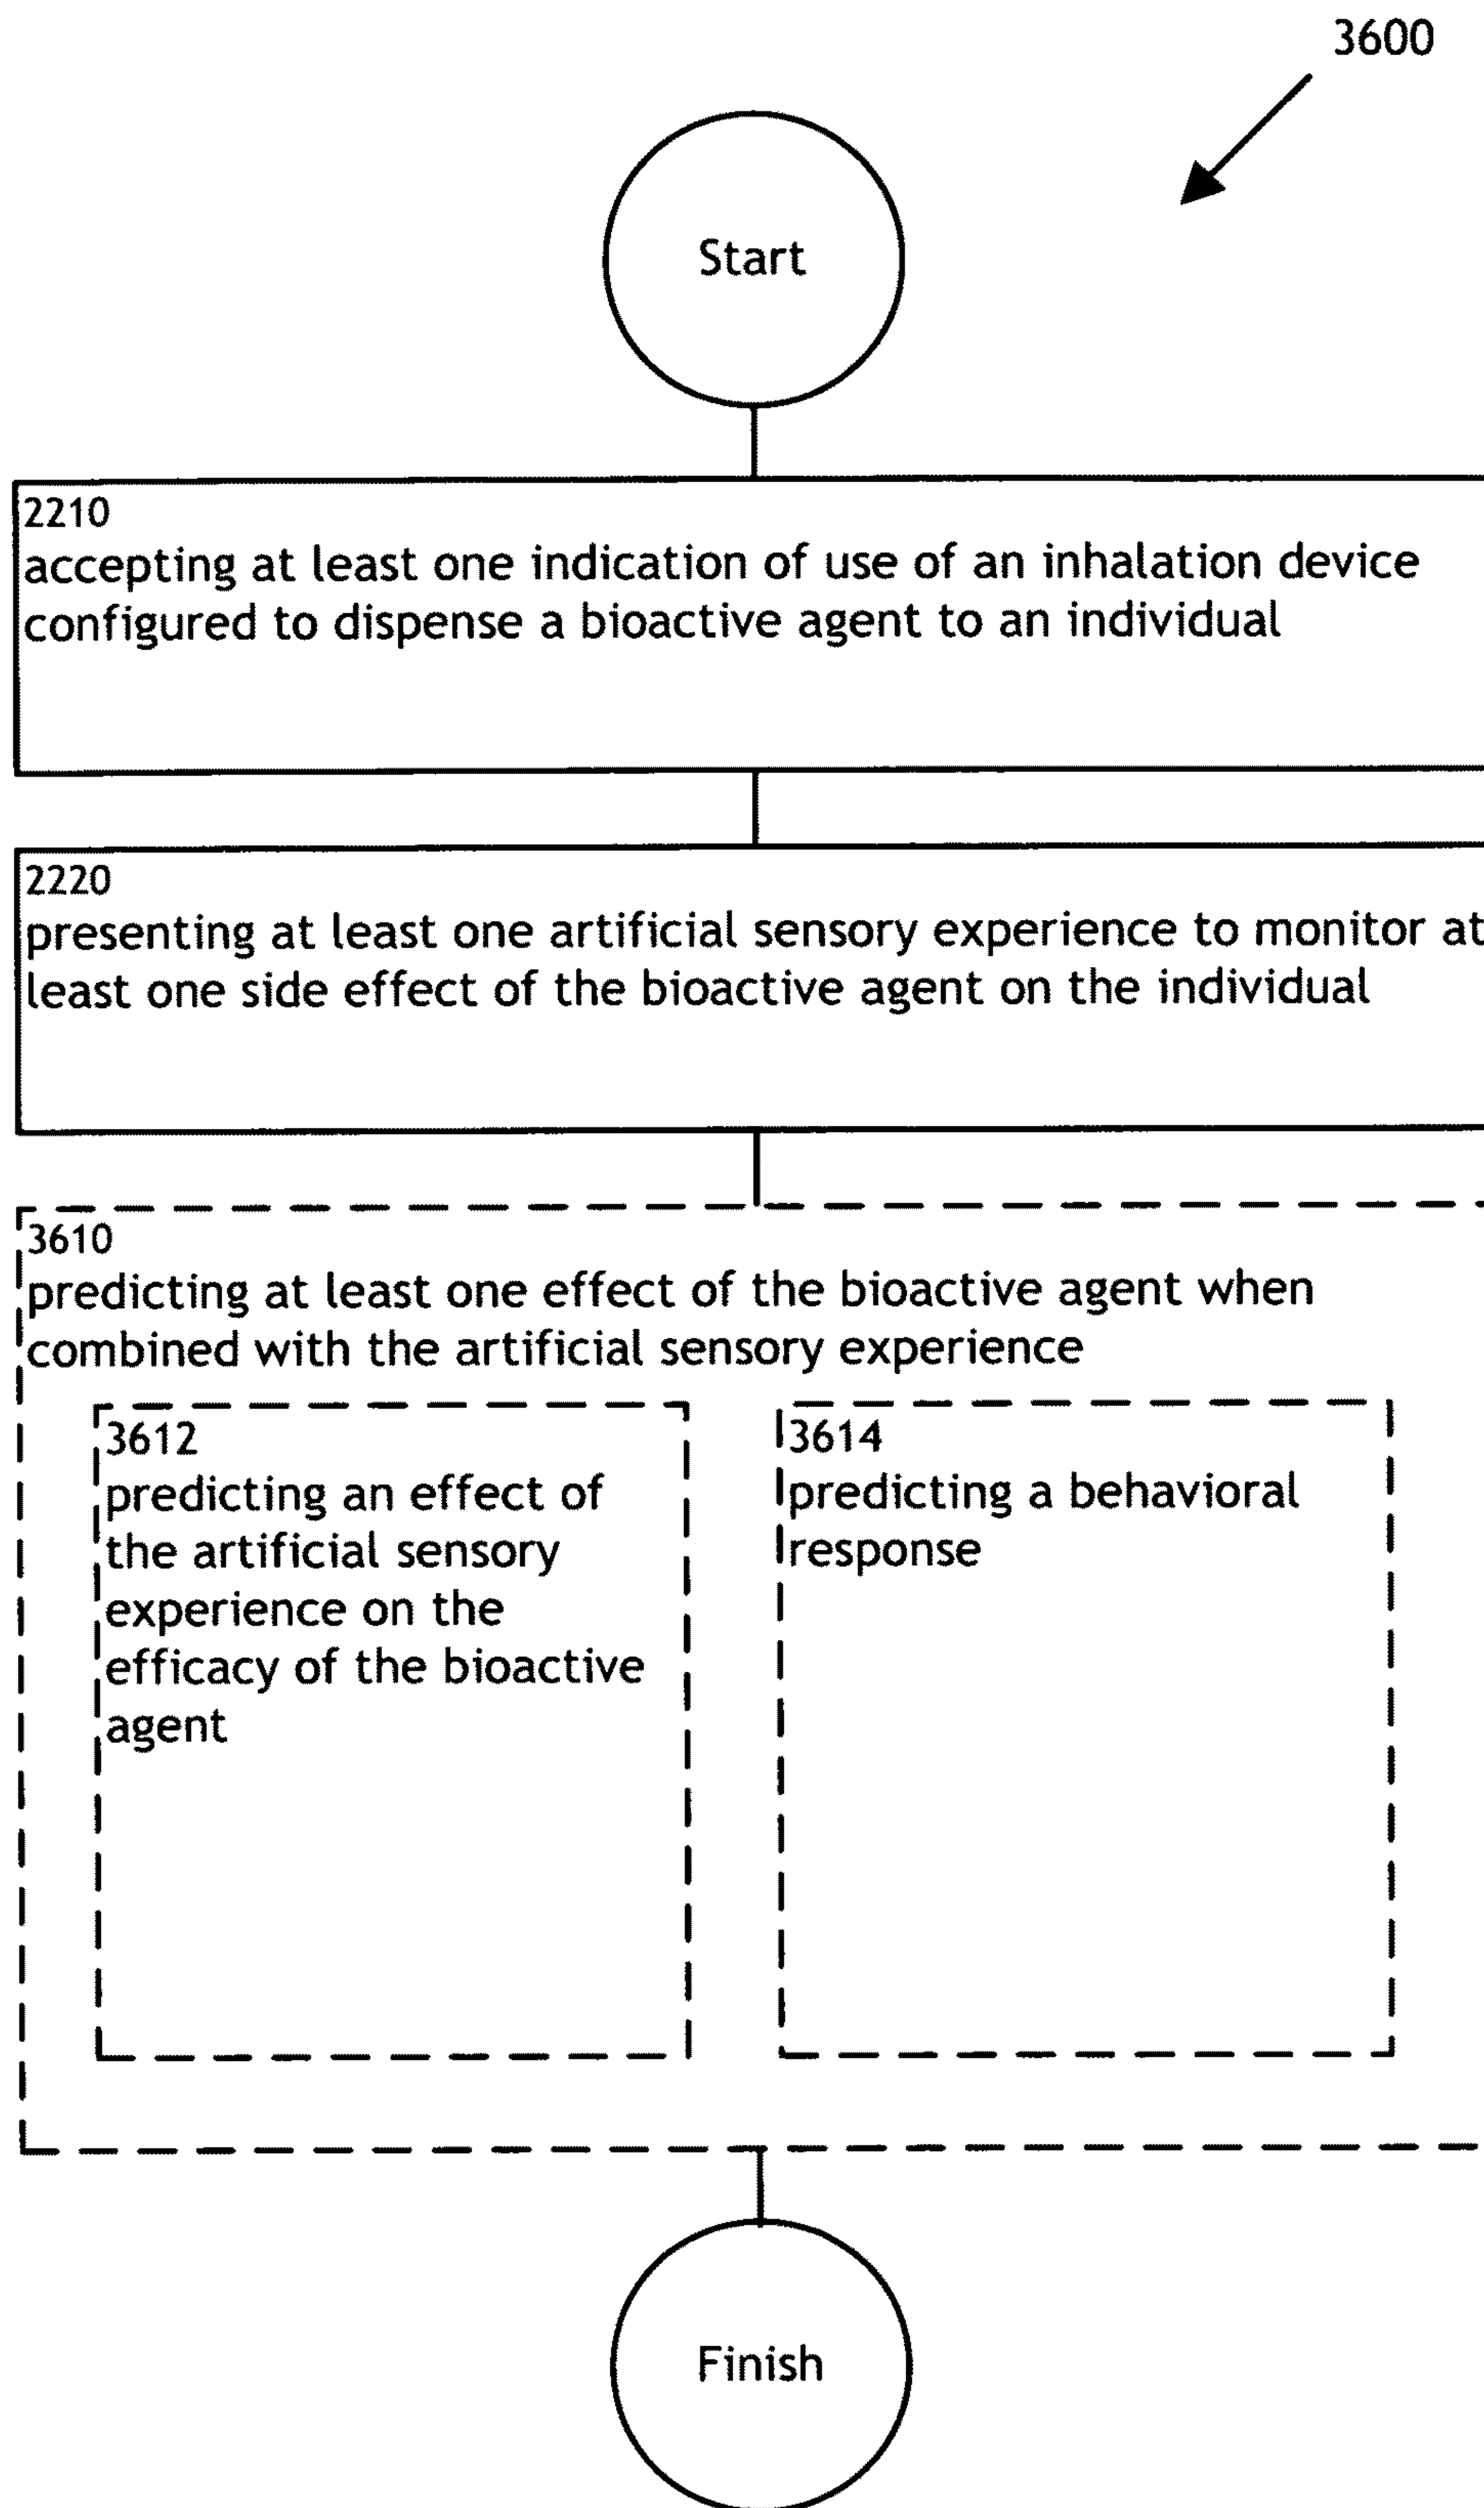 3600
Start
2210
accepting at least one indication of use of an inhalation device
configured to dispense a bioactive agent to an individual
2220
presenting at least one artificial sensory experience to monitor at
least one side effect of the bioactive agent on the individual
3610
predicting at least one effect of the bioactive agent when
combined with the artificial sensory experience
3612
predicting an effect of
the artificial sensory
experience on the
efficacy of the bioactive
agent
3614
predicting a behavioral
response
Finish